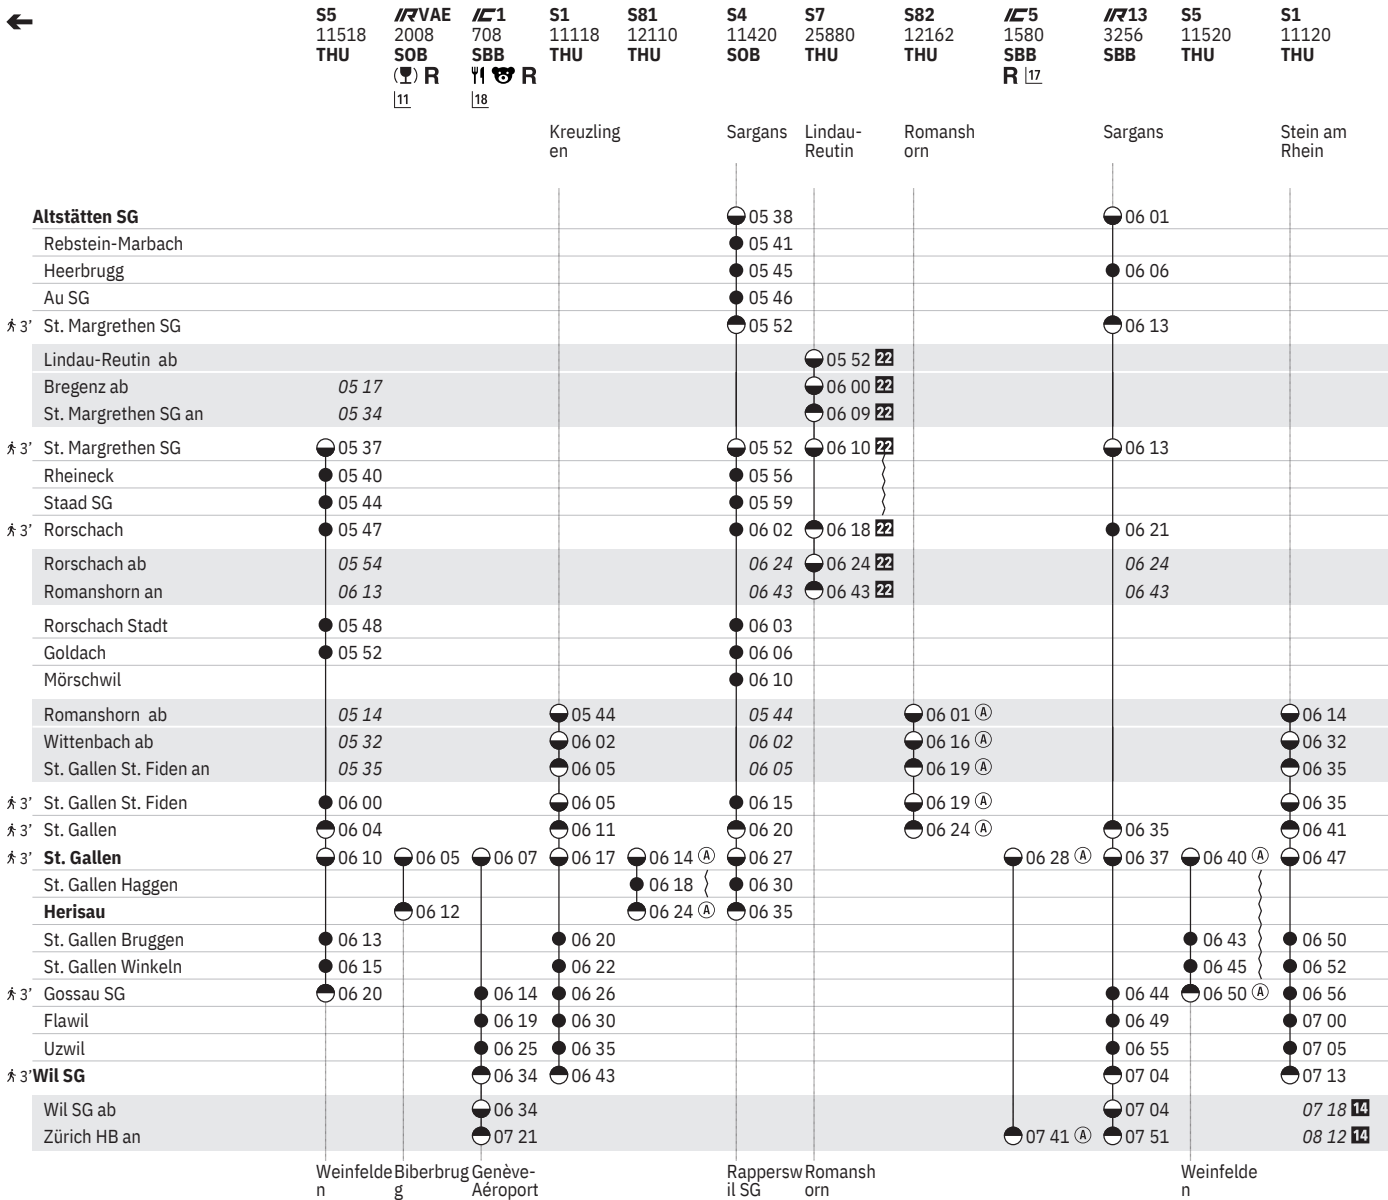 S5 IRVAE IC1 S1 S81 S4 S7 S82 IC5 IR13 S5 S1
11518 2008 708 11118 12110 11420 25880 12162 1580 3256 11520 11120
THU SOB SBB THU THU SOB THU THU SBB SBB THU THU
R R R 17
11 18
Kreuzling Sargans Lindau- Romansh Sargans Stein am
en Reutin orn Rhein
Altstätten SG 05 38 06 01
Rebstein-Marbach 05 41
Heerbrugg 05 45 06 06
Au SG 05 46
3' St. Margrethen SG 05 52 06 13
Lindau-Reutin ab 05 52 22
Bregenz ab 05 17 06 00 22
St. Margrethen SG an 05 34 06 09 22
3' St. Margrethen SG 05 37 05 52 06 10 22 06 13
Rheineck 05 40 05 56
Staad SG 05 44 05 59
3' Rorschach 05 47 06 02 06 18 22 06 21
Rorschach ab 05 54 06 24 06 24 22 06 24
Romanshorn an 06 13 06 43 06 43 22 06 43
Rorschach Stadt 05 48 06 03
Goldach 05 52 06 06
Mörschwil 06 10
Romanshorn ab 05 14 05 44 05 44 06 01 A 06 14
Wittenbach ab 05 32 06 02 06 02 06 16 A 06 32
St. Gallen St. Fiden an 05 35 06 05 06 05 06 19 A 06 35
3' St. Gallen St. Fiden 06 00 06 05 06 15 06 19 A 06 35
3' St. Gallen 06 04 06 11 06 20 06 24 A 06 35 06 41
3' St. Gallen 06 10 06 05 06 07 06 17 06 14 A 06 27 06 28 A 06 37 06 40 A 06 47
St. Gallen Haggen 06 18 06 30
Herisau 06 12 06 24 A 06 35
St. Gallen Bruggen 06 13 06 20 06 43 06 50
St. Gallen Winkeln 06 15 06 22 06 45 06 52
3' Gossau SG 06 20 06 14 06 26 06 44 06 50 A 06 56
Flawil 06 19 06 30 06 49 07 00
Uzwil 06 25 06 35 06 55 07 05
3' Wil SG 06 34 06 43 07 04 07 13
Wil SG ab 06 34 07 04 07 18 14
Zürich HB an 07 21 07 41 A 07 51 08 12 14
Weinfelde Biberbrug Genève- Rappersw Romansh Weinfelde
n g Aéroport il SG orn n